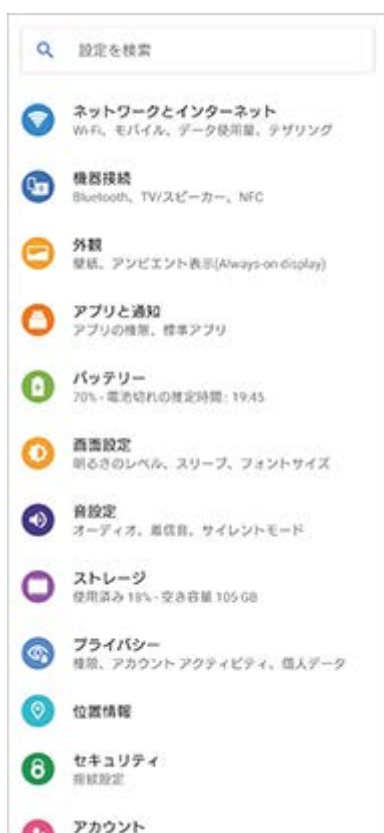 設定を検索
ネットワークとインターネット
Wi-Fi、モバイル、データ使用量、テザリング
機器接続
Bluetooth、TV/スピーカー、NFC
外観
壁紙、アンビエント表示(Always-on display)
アプリと通知
アプリの権限、標準アプリ
バッテリー
70% - 電池切れの推定時間: 19:45
画面設定
明るさのレベル、スリープ、フォントサイズ
音設定
オーディオ、着信音、サイレントモード
ストレージ
使用済み 18% - 空き容量 105 GB
プライバシー
権限、アカウント アクティビティ、個人データ
位置情報
セキュリティ
指紋設定
アカウント